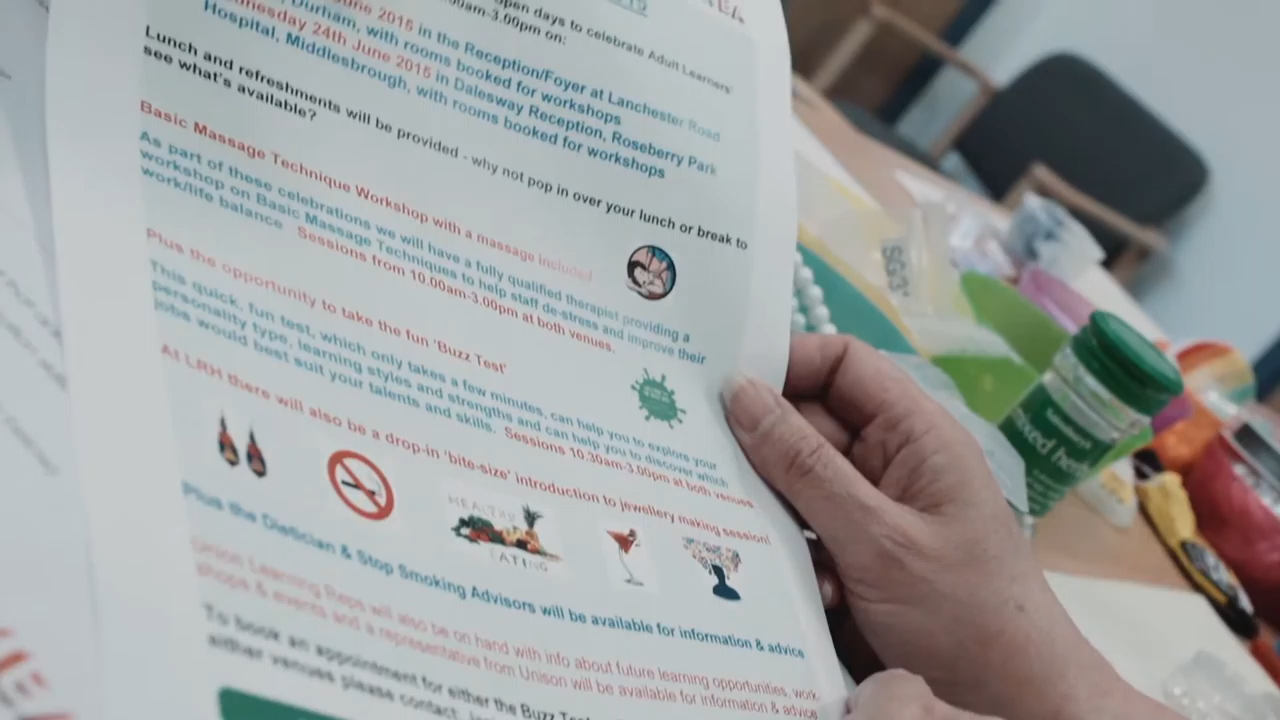 open days to celebrate Adult Learners'
00am-3.00pm on:
June 2015 in the Reception/Foyer at Lanchester Road
Durham, with rooms booked for workshops
Wednesday 24th June 2015 in Dalesway Reception, Roseberry Park
Hospital, Middlesbrough, with rooms booked for workshops
Lunch and refreshments will be provided - why not pop in over your lunch or break to
see what's available?
Basic Massage Technique Workshop with a massage included
As part of these celebrations we will have a fully qualified therapist providing a
workshop on Basic Massage Techniques to help staff de-stress and improve their
work/life balance Sessions from 10.00am-3.00pm at both venues.
Plus the opportunity to take the fun 'Buzz Test'
This quick, fun test, which only takes a few minutes, can help you to explore your
personality type, learning styles and strengths and can help you to discover which
jobs would best suit your talents and skills. Sessions 10.30am-3.00pm at both venues
At LRH there will also be a drop-in 'bite-size' introduction to jewellery making session!
HEALTHY
EATING
Plus the Dietician & Stop Smoking Advisors will be available for information & advice
Union Learning Reps will also be on hand with info about future learning opportunities, work-
shops & events and a representative from Unison will be available for information & advice
To book an appointment for either the Buzz Test
either venues please contact
mixed herbs